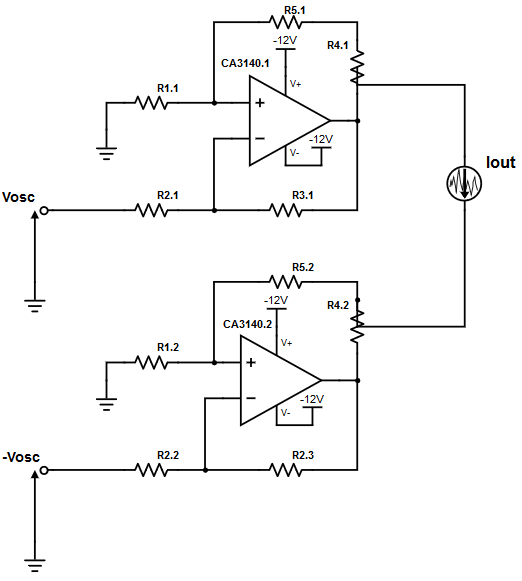 R5.1
-12V
R4.1
CA3140.1
V+
R1.1
+
-12V
−
V-
Iout
Vosc
R2.1
R3.1
R5.2
-12V
R4.2
CA3140.2
V+
R1.2
+
-12V
−
V-
-Vosc
R2.2
R2.3